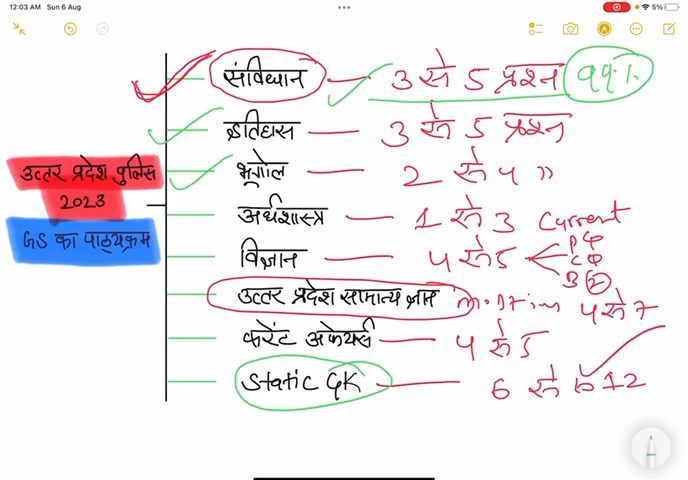 12:03 AM Sun 6 Aug
5%
संविधान — 3 से 5 प्रश्न 99%
इतिहास — 3 से 5 प्रश्न
भूगोल — 2 से 4 "
अर्थशास्त्र — 1 से 3 Current
विज्ञान — 4 से 5
B 2
उत्तर प्रदेश सामान्य ज्ञान 4 से 7
करेंट अफेयर्स — 4 से 5
Static GK — 6 से 12
उत्तर प्रदेश पुलिस
2023
GS का पाठ्यक्रम